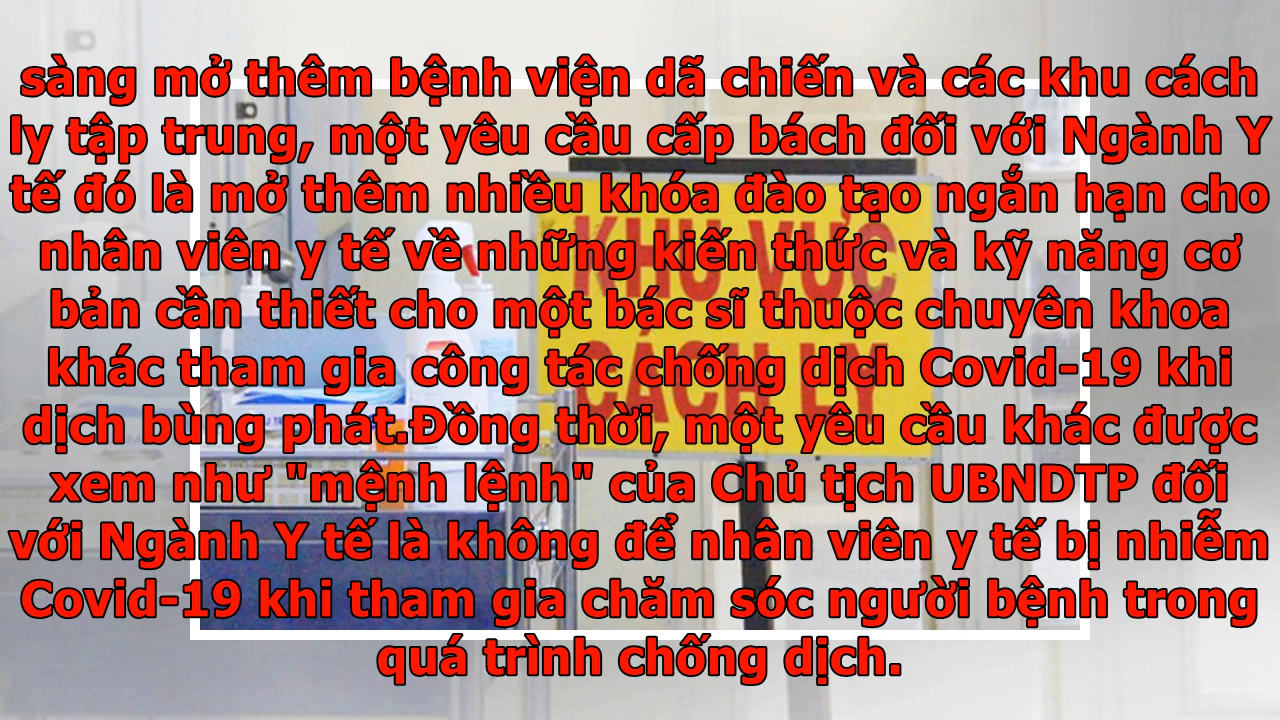 sàng mở thêm bệnh viện dã chiến và các khu cách
ly tập trung, một yêu cầu cấp bách đối với Ngành Y
tế đó là mở thêm nhiều khóa đào tạo ngắn hạn cho
nhân viên y tế về những kiến thức và kỹ năng cơ
bản cần thiết cho một bác sĩ thuộc chuyên khoa
khác tham gia công tác chống dịch Covid-19 khi
dịch bùng phát.Đồng thời, một yêu cầu khác được
xem như "mệnh lệnh" của Chủ tịch UBNDTP đối
với Ngành Y tế là không để nhân viên y tế bị nhiễm
Covid-19 khi tham gia chăm sóc người bệnh trong
quá trình chống dịch.
KHU VỰC
CÁCH LY